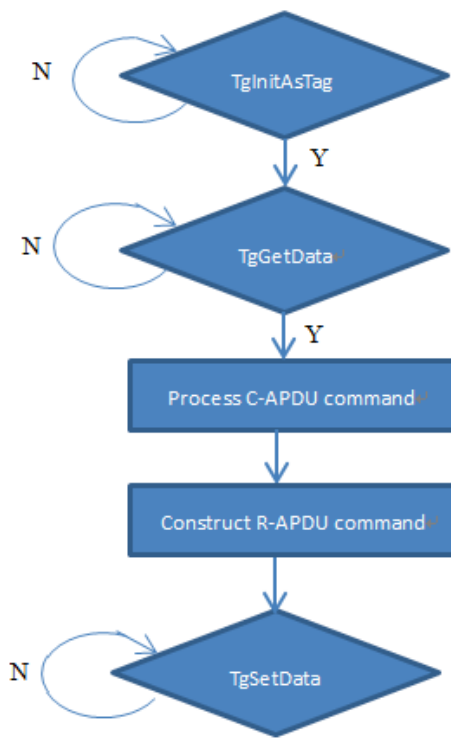 N
TgInitAsTag
Y
N
TgGetData
Y
Process C-APDU command
Construct R-APDU command
N
TgSetData